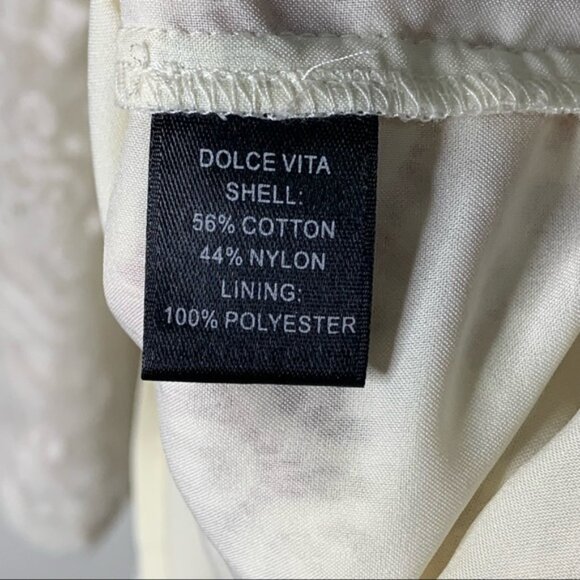 DOLCE VITA
SHELL:
56% COTTON
44% NYLON
LINING:
100% POLYESTER